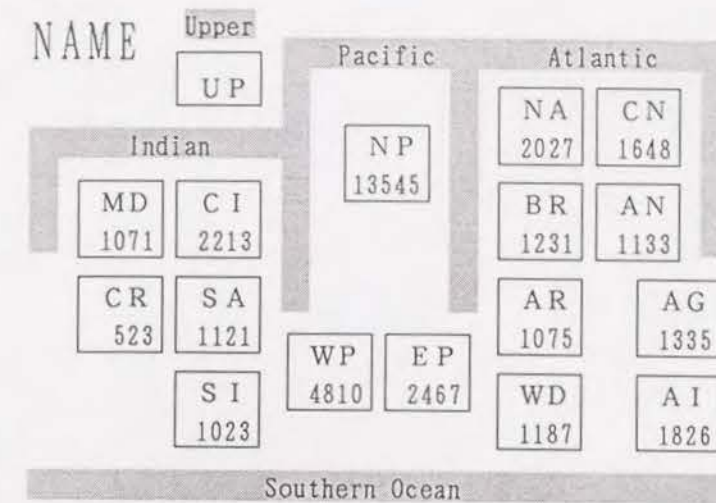 NAME
Upper
UP
Pacific
Atlantic
Indian
NP
13545
NA
2027
CN
1648
MD
1071
CI
2213
BR
1231
AN
1133
CR
523
SA
1121
AR
1075
AG
1335
WP
4810
EP
2467
SI
1023
WD
1187
AI
1826
Southern Ocean